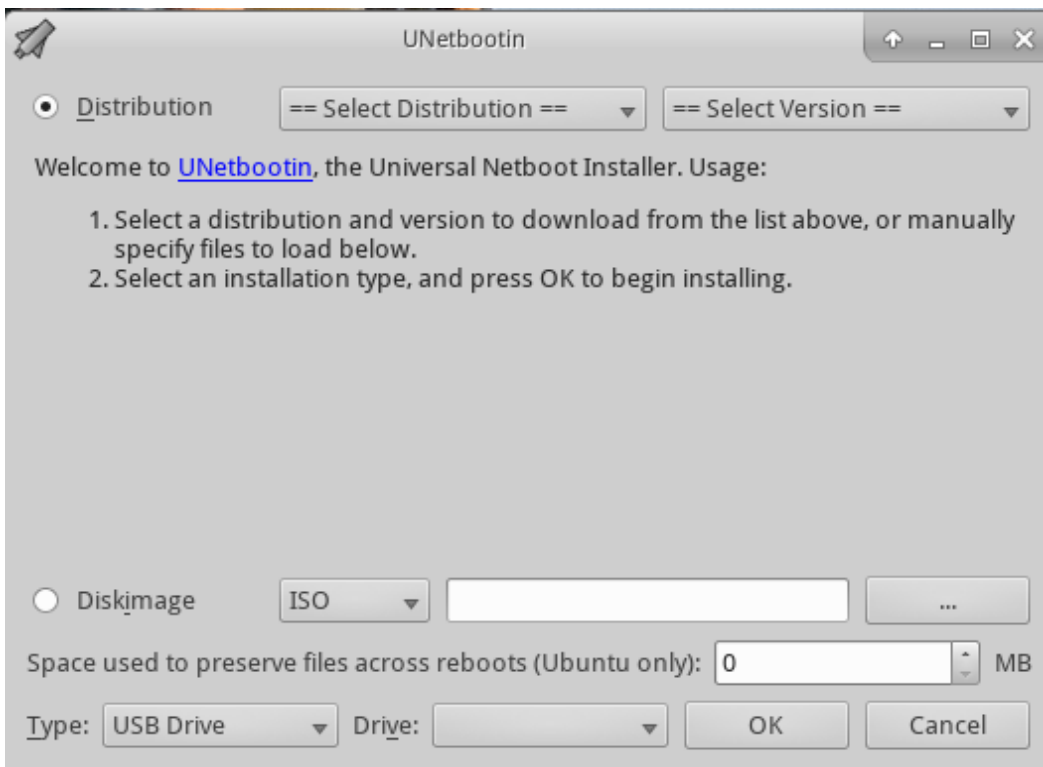 UNetbootin
Distribution == Select Distribution == == Select Version ==
Welcome to UNetbootin, the Universal Netboot Installer. Usage:
1. Select a distribution and version to download from the list above, or manually
specify files to load below.
2. Select an installation type, and press OK to begin installing.
Diskimage ISO ...
Space used to preserve files across reboots (Ubuntu only): 0 MB
Type: USB Drive Drive: OK Cancel